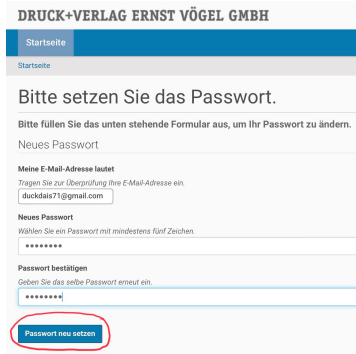 DRUCK+VERLAG ERNST VÖGEL GMBH
Startseite
Startseite
Bitte setzen Sie das Passwort.
Bitte füllen Sie das unten stehende Formular aus, um Ihr Passwort zu ändern.
Neues Passwort
Meine E-Mail-Adresse lautet
Tragen Sie zur Überprüfung Ihre E-Mail-Adresse ein.
duckdais71@gmail.com
Neues Passwort
Wählen Sie ein Passwort mit mindestens fünf Zeichen.
••••••••
Passwort bestätigen
Geben Sie das selbe Passwort erneut ein.
••••••••
Passwort neu setzen